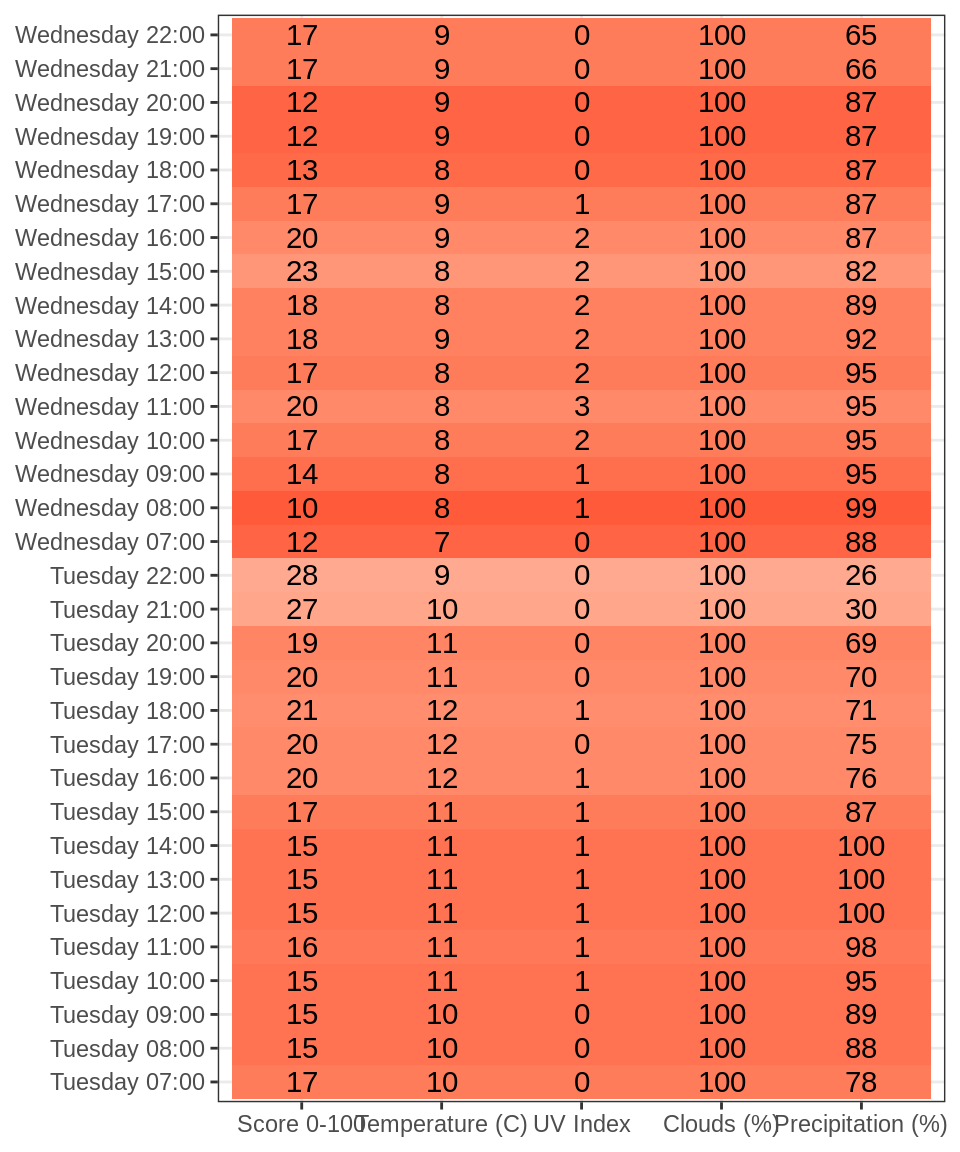 Wednesday 22:00 17 9 0 100 65
Wednesday 21:00 17 9 0 100 66
Wednesday 20:00 12 9 0 100 87
Wednesday 19:00 12 9 0 100 87
Wednesday 18:00 13 8 0 100 87
Wednesday 17:00 17 9 1 100 87
Wednesday 16:00 20 9 2 100 87
Wednesday 15:00 23 8 2 100 82
Wednesday 14:00 18 8 2 100 89
Wednesday 13:00 18 9 2 100 92
Wednesday 12:00 17 8 2 100 95
Wednesday 11:00 20 8 3 100 95
Wednesday 10:00 17 8 2 100 95
Wednesday 09:00 14 8 1 100 95
Wednesday 08:00 10 8 1 100 99
Wednesday 07:00 12 7 0 100 88
Tuesday 22:00 28 9 0 100 26
Tuesday 21:00 27 10 0 100 30
Tuesday 20:00 19 11 0 100 69
Tuesday 19:00 20 11 0 100 70
Tuesday 18:00 21 12 1 100 71
Tuesday 17:00 20 12 0 100 75
Tuesday 16:00 20 12 1 100 76
Tuesday 15:00 17 11 1 100 87
Tuesday 14:00 15 11 1 100 100
Tuesday 13:00 15 11 1 100 100
Tuesday 12:00 15 11 1 100 100
Tuesday 11:00 16 11 1 100 98
Tuesday 10:00 15 11 1 100 95
Tuesday 09:00 15 10 0 100 89
Tuesday 08:00 15 10 0 100 88
Tuesday 07:00 17 10 0 100 78
Score 0-100 Temperature (C) UV Index Clouds (%) Precipitation (%)